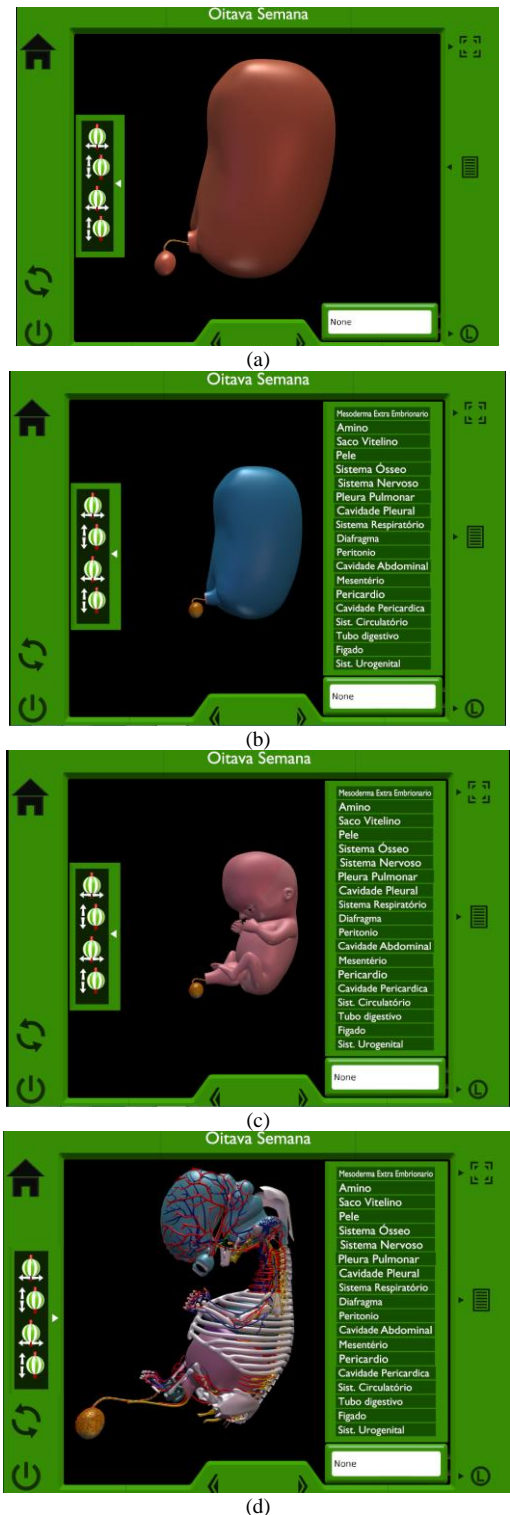 Oitava Semana
None
L
(a)
Oitava Semana
Mesoderma Extra Embrionario
Amino
Saco Vitelino
Pele
Sistema Ósseo
Sistema Nervoso
Pleura Pulmonar
Cavidade Pleural
Sistema Respiratório
Diafragma
Peritonio
Cavidade Abdominal
Mesentério
Pericardio
Cavidade Pericardica
Sist. Circulatório
Tubo digestivo
Figado
Sist. Urogenital
None
L
(b)
Oitava Semana
Mesoderma Extra Embrionario
Amino
Saco Vitelino
Pele
Sistema Ósseo
Sistema Nervoso
Pleura Pulmonar
Cavidade Pleural
Sistema Respiratório
Diafragma
Peritonio
Cavidade Abdominal
Mesentério
Pericardio
Cavidade Pericardica
Sist. Circulatório
Tubo digestivo
Figado
Sist. Urogenital
None
L
(c)
Oitava Semana
Mesoderma Extra Embrionario
Amino
Saco Vitelino
Pele
Sistema Ósseo
Sistema Nervoso
Pleura Pulmonar
Cavidade Pleural
Sistema Respiratório
Diafragma
Peritonio
Cavidade Abdominal
Mesentério
Pericardio
Cavidade Pericardica
Sist. Circulatório
Tubo digestivo
Figado
Sist. Urogenital
None
L
(d)